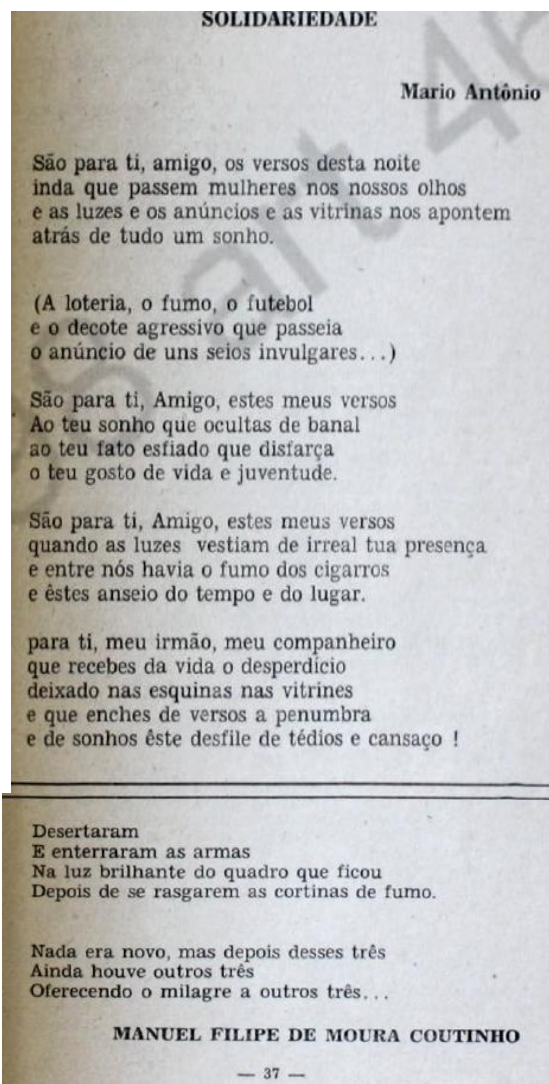 SOLIDARIEDADE
Mario Antônio
São para ti, amigo, os versos desta noite
inda que passem mulheres nos nossos olhos
e as luzes e os anúncios e as vitrinas nos apontem
atrás de tudo um sonho.
(A loteria, o fumo, o futebol
e o decote agressivo que passeia
o anúncio de uns seios invulgares...)
São para ti, Amigo, estes meus versos
Ao teu sonho que ocultas de banal
ao teu fato esfiado que disfarça
o teu gosto de vida e juventude.
São para ti, Amigo, estes meus versos
quando as luzes vestiam de irreal tua presença
e entre nós havia o fumo dos cigarros
e êstes anseio do tempo e do lugar.
para ti, meu irmão, meu companheiro
que recebes da vida o desperdício
deixado nas esquinas nas vitrines
e que enches de versos a penumbra
e de sonhos êste desfile de tédios e cansaço !
Desertaram
E enterraram as armas
Na luz brilhante do quadro que ficou
Depois de se rasgarem as cortinas de fumo.
Nada era novo, mas depois desses três
Ainda houve outros três
Oferecendo o milagre a outros três...
MANUEL FILIPE DE MOURA COUTINHO
— 37 —